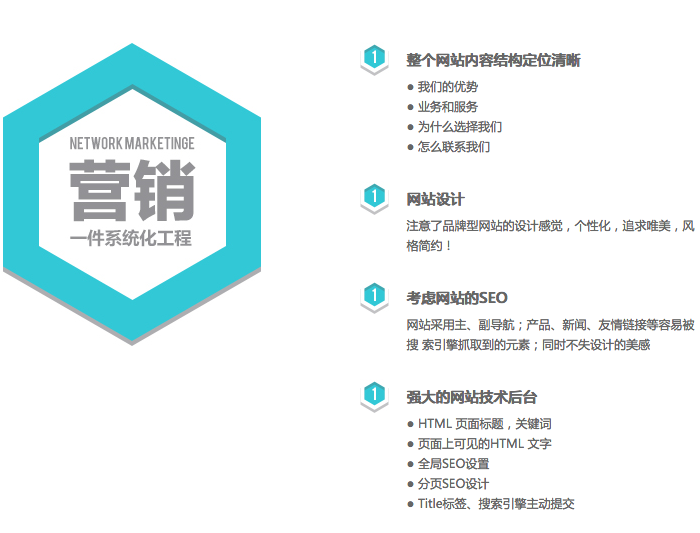 NETWORK MARKETINGE
营销
一件系统化工程
1
整个网站内容结构定位清晰
● 我们的优势
● 业务和服务
● 为什么选择我们
● 怎么联系我们
1
网站设计
注意了品牌型网站的设计感觉，个性化，追求唯美，风
格简约！
1
考虑网站的SEO
网站采用主、副导航；产品、新闻、友情链接等容易被
搜 索引擎抓取到的元素；同时不失设计的美感
1
强大的网站技术后台
● HTML 页面标题，关键词
● 页面上可见的HTML 文字
● 全局SEO设置
● 分页SEO设计
● Title标签、搜索引擎主动提交